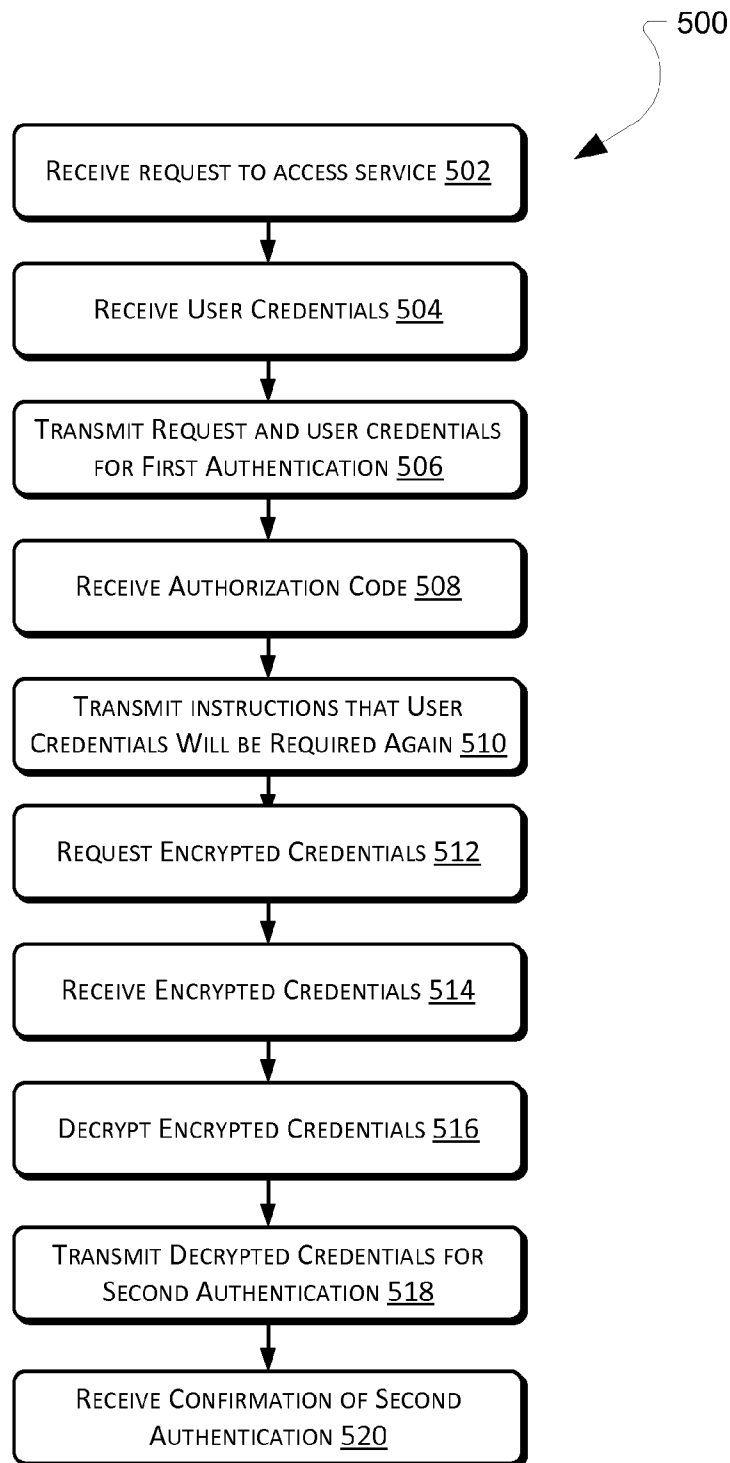 500
Receive request to access service 502
Receive User Credentials 504
Transmit Request and user credentials
for First Authentication 506
Receive Authorization Code 508
Transmit instructions that User
Credentials Will be Required Again 510
Request Encrypted Credentials 512
Receive Encrypted Credentials 514
Decrypt Encrypted Credentials 516
Transmit Decrypted Credentials for
Second Authentication 518
Receive Confirmation of Second
Authentication 520